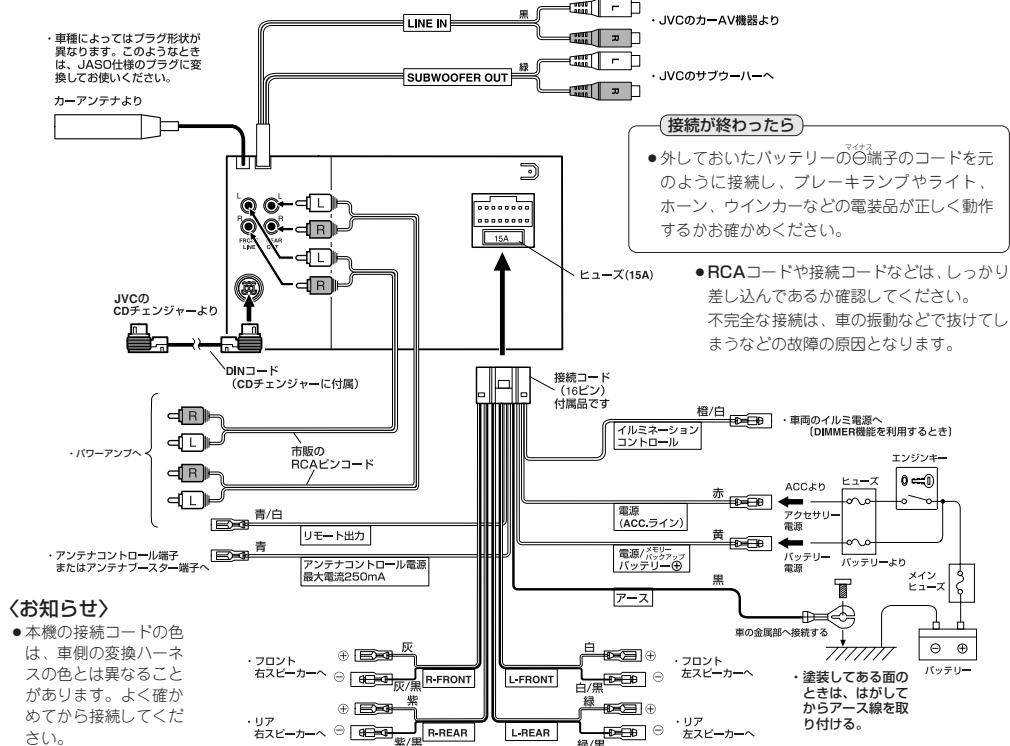 ・車種によってはプラグ形状が
異なります。このようなとき
は、JASO仕様のプラグに変
換してお使いください。
カーアンテナより
LINE IN
黒
L
R
・JVCのカーAV機器より
SUBWOOFER OUT
緑
L
R
・JVCのサブウーハーへ
接続が終わったら
●外しておいたバッテリーの⊖端子のコードを元
マイナス
のように接続し、ブレーキランプやライト、
ホーン、ウインカーなどの電装品が正しく動作
するかお確かめください。
●RCAコードや接続コードなどは、しっかり
差し込んであるか確認してください。
不完全な接続は、車の振動などで抜けてし
まうなどの故障の原因となります。
L
L
R
R
FRONT
REAR
LINE
OUT
L
R
L
R
15A
ヒューズ(15A)
JVCの
CDチェンジャーより
DINコード
（CDチェンジャーに付属）
接続コード
（16ピン）
付属品です
・パワーアンプへ
R
L
R
L
市販の
RCAピンコード
青/白
リモート出力
青
アンテナコントロール電源
最大電流250mA
・アンテナコントロール端子
またはアンテナブースター端子へ
橙/白
イルミネーション
コントロール
・車両のイルミ電源へ
（DIMMER機能を利用するとき）
赤
電源
（ACC.ライン）
ACCより
アクセサリー
電源
ヒューズ
エンジンキー
黄
電源/メモリーバックアップ
バッテリー⊕
バッテリー
電源
バッテリーより
メイン
ヒューズ
黒
アース
車の金属部へ接続する
⊖ ⊕
バッテリー
・塗装してある面の
ときは、はがして
からアース線を取
り付ける。
〈お知らせ〉
●本機の接続コードの色
は、車側の変換ハーネ
スの色とは異なること
があります。よく確か
めてから接続してくだ
さい。
・フロント
右スピーカーへ
⊕
⊖
灰
灰/黒
R-FRONT
L-FRONT
白
白/黒
⊕
⊖
・フロント
左スピーカーへ
・リア
右スピーカーへ
⊕
⊖
紫
紫/黒
R-REAR
L-REAR
緑
緑/黒
⊕
⊖
・リア
左スピーカーへ